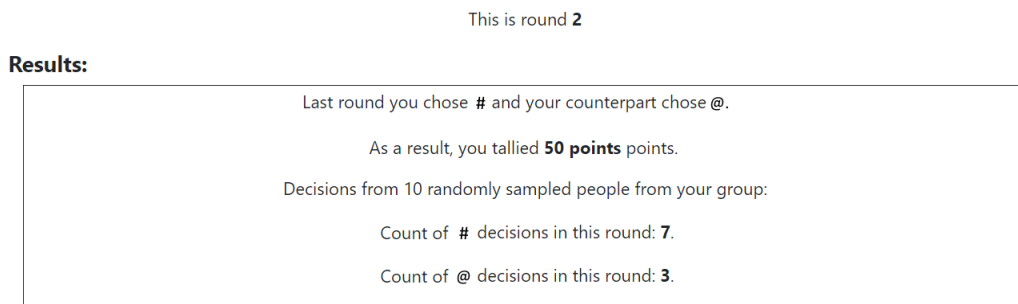 This is round 2
Results:
Last round you chose # and your counterpart chose @.
As a result, you tallied 50 points points.
Decisions from 10 randomly sampled people from your group:
Count of # decisions in this round: 7.
Count of @ decisions in this round: 3.